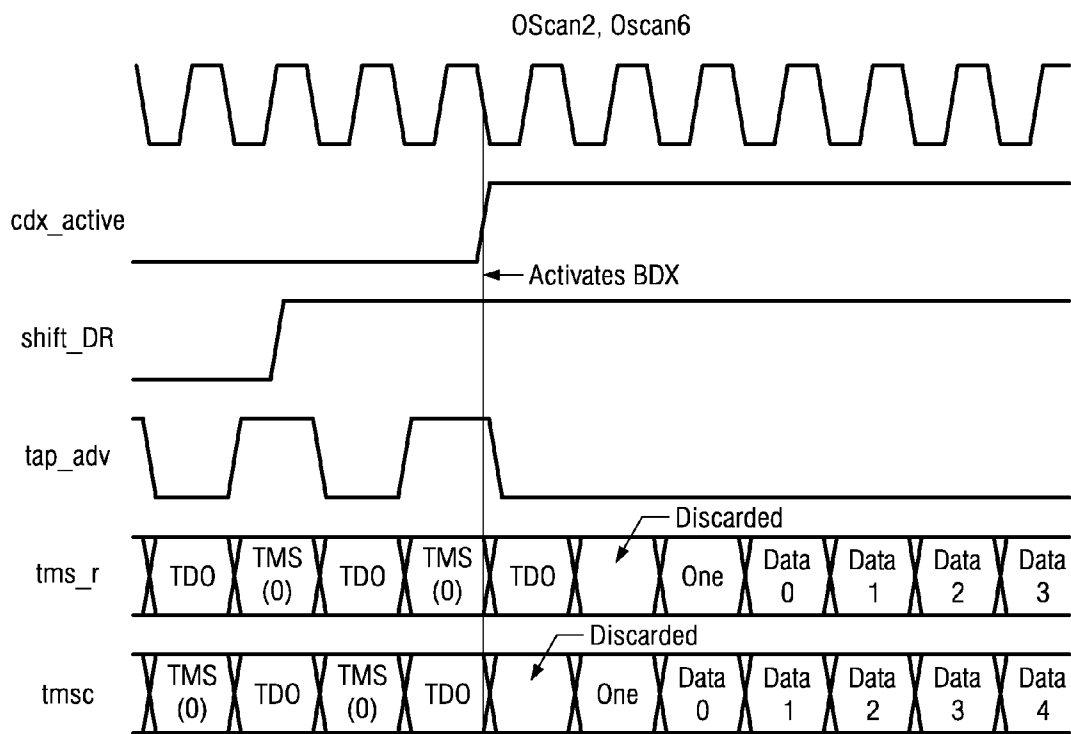 OScan2, Oscan6
cdx_active
Activates BDX
shift_DR
tap_adv
Discarded
tms_r TDO TMS (0) TDO TMS (0) TDO One Data 0 Data 1 Data 2 Data 3
Discarded
tmsc TMS (0) TDO TMS (0) TDO One Data 0 Data 1 Data 2 Data 3 Data 4